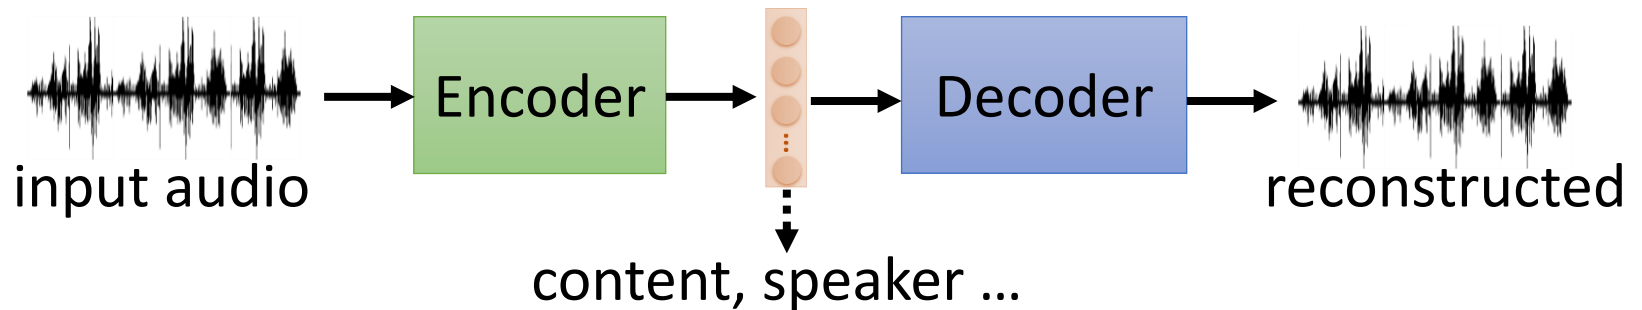 Encoder
Decoder
input audio
reconstructed
content, speaker ...